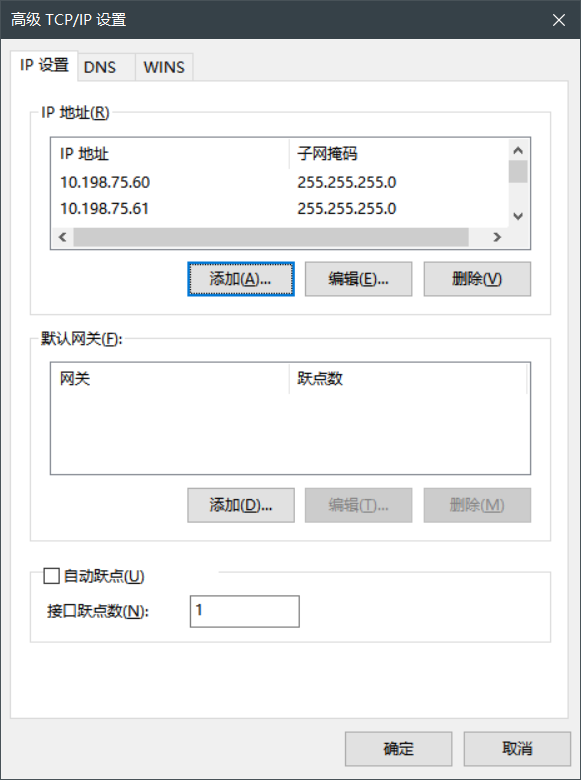 高级 TCP/IP 设置
IP 设置 DNS WINS
IP 地址(R)
IP 地址 子网掩码
10.198.75.60 255.255.255.0
10.198.75.61 255.255.255.0
添加(A)... 编辑(E)... 删除(V)
默认网关(F):
网关 跃点数
添加(D)... 编辑(T)... 删除(M)
自动跃点(U)
接口跃点数(N): 1
确定 取消